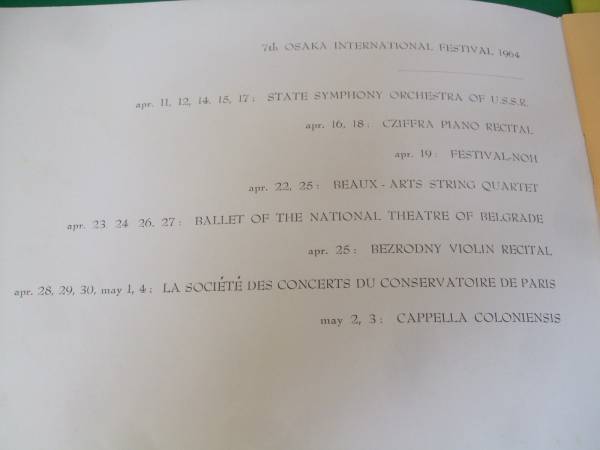 7th OSAKA INTERNATIONAL FESTIVAL 1964
apr. 11, 12, 14, 15, 17 : STATE SYMPHONY ORCHESTRA OF U.S.S.R.
apr. 16, 18 : CZIFFRA PIANO RECITAL
apr. 19 : FESTIVAL-NOH
apr. 22, 25 : BEAUX-ARTS STRING QUARTET
apr. 23. 24 26, 27 : BALLET OF THE NATIONAL THEATRE OF BELGRADE
apr. 25 : BEZRODNY VIOLIN RECITAL
apr. 28, 29, 30, may 1, 4 : LA SOCIÉTÉ DES CONCERTS DU CONSERVATOIRE DE PARIS
may 2, 3 : CAPPELLA COLONIENSIS